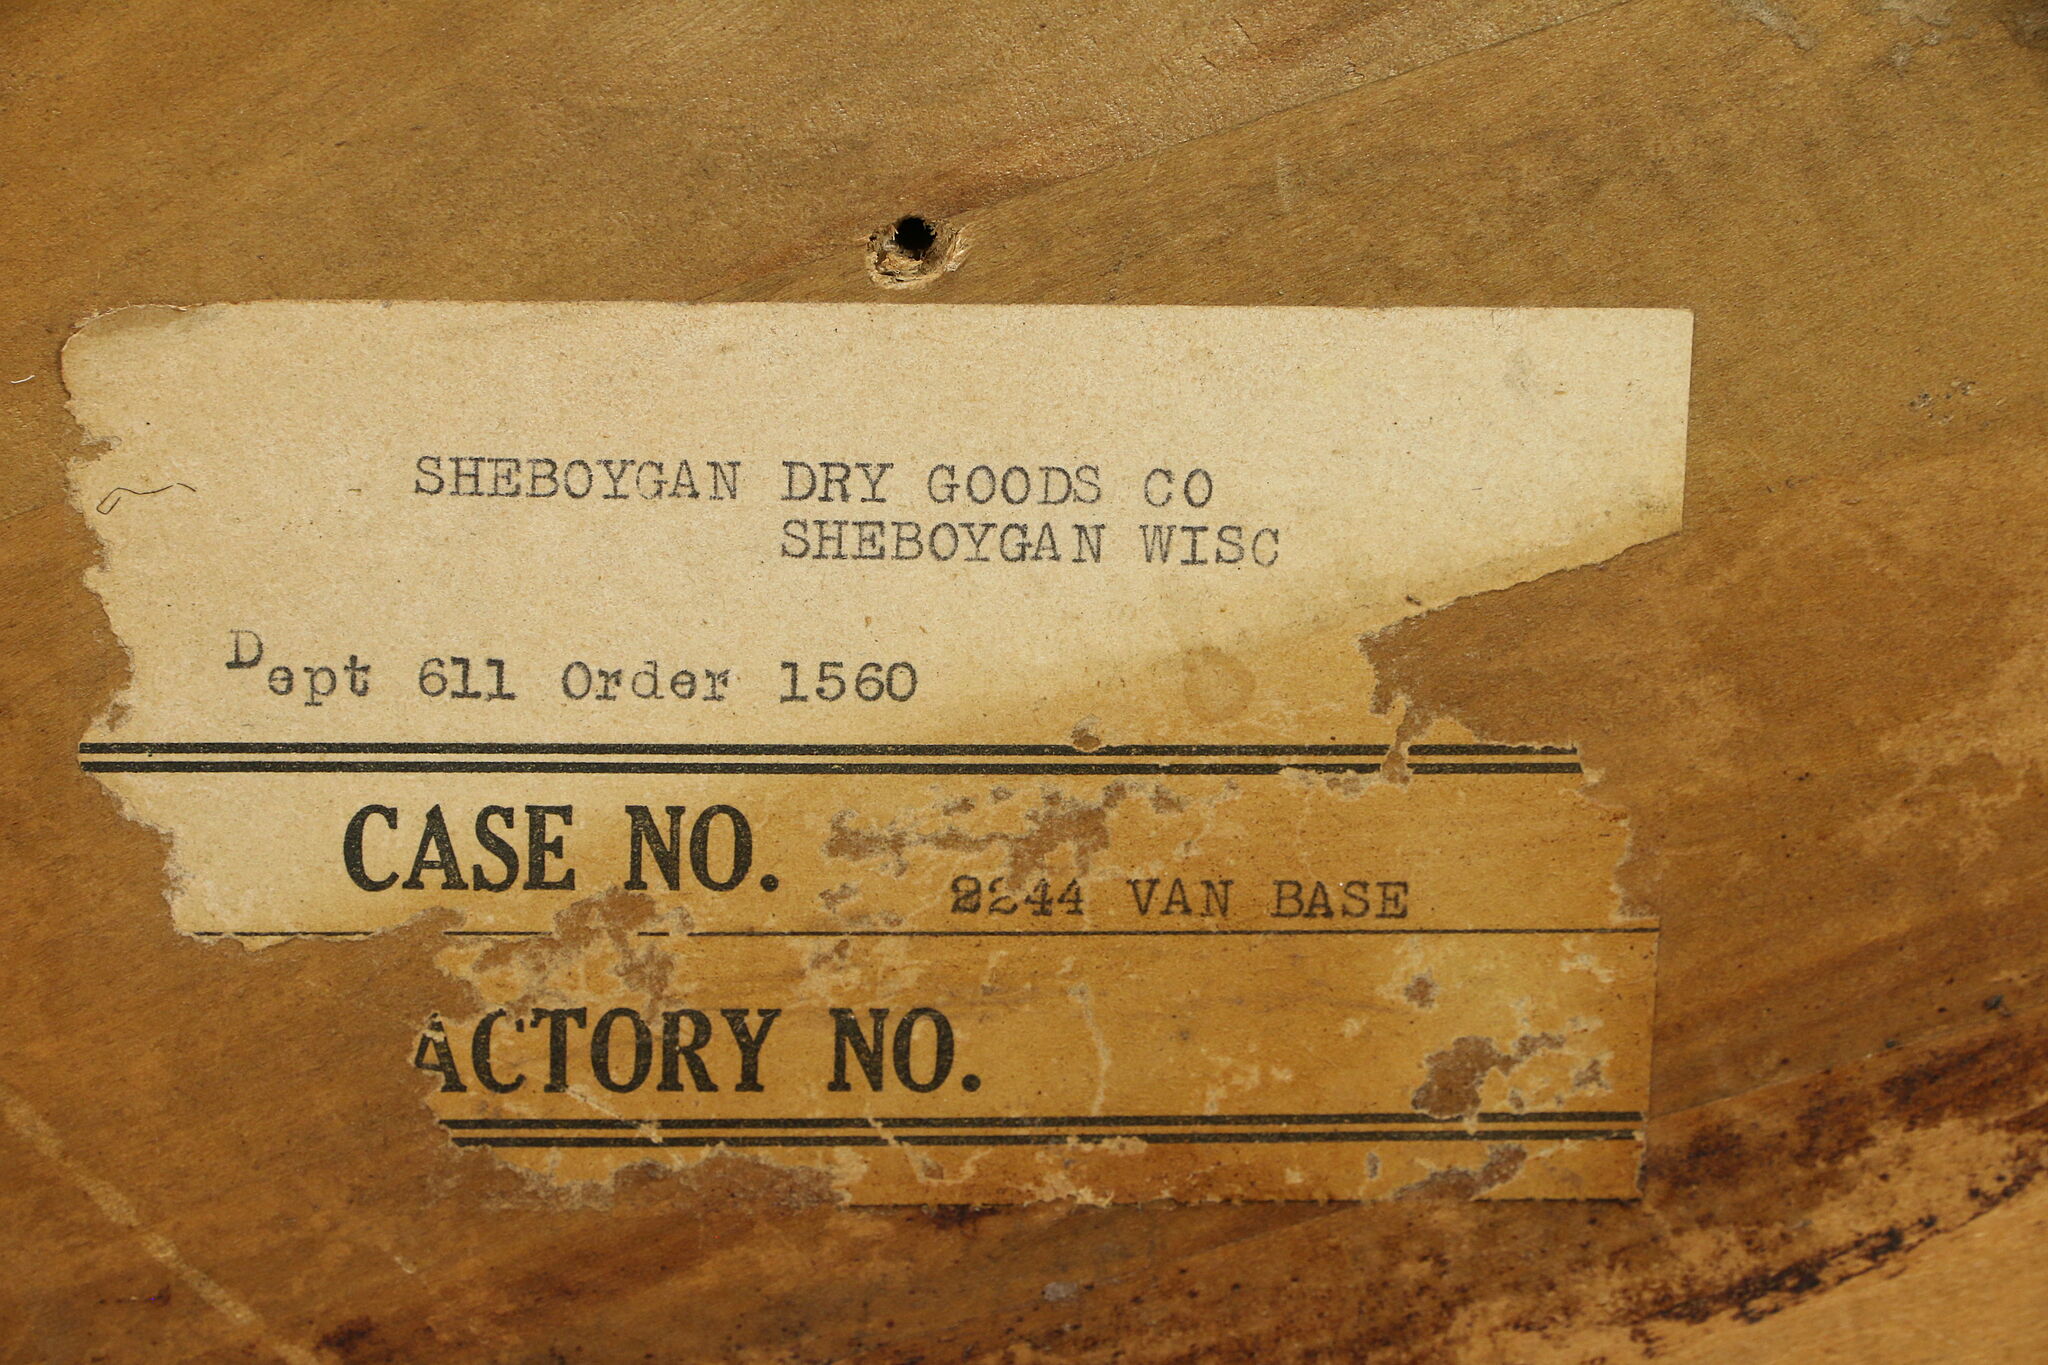 SHEBOYGAN DRY GOODS CO
SHEBOYGAN WISC
Dept 611 Order 1560
CASE NO.
2244 VAN BASE
ACTORY NO.